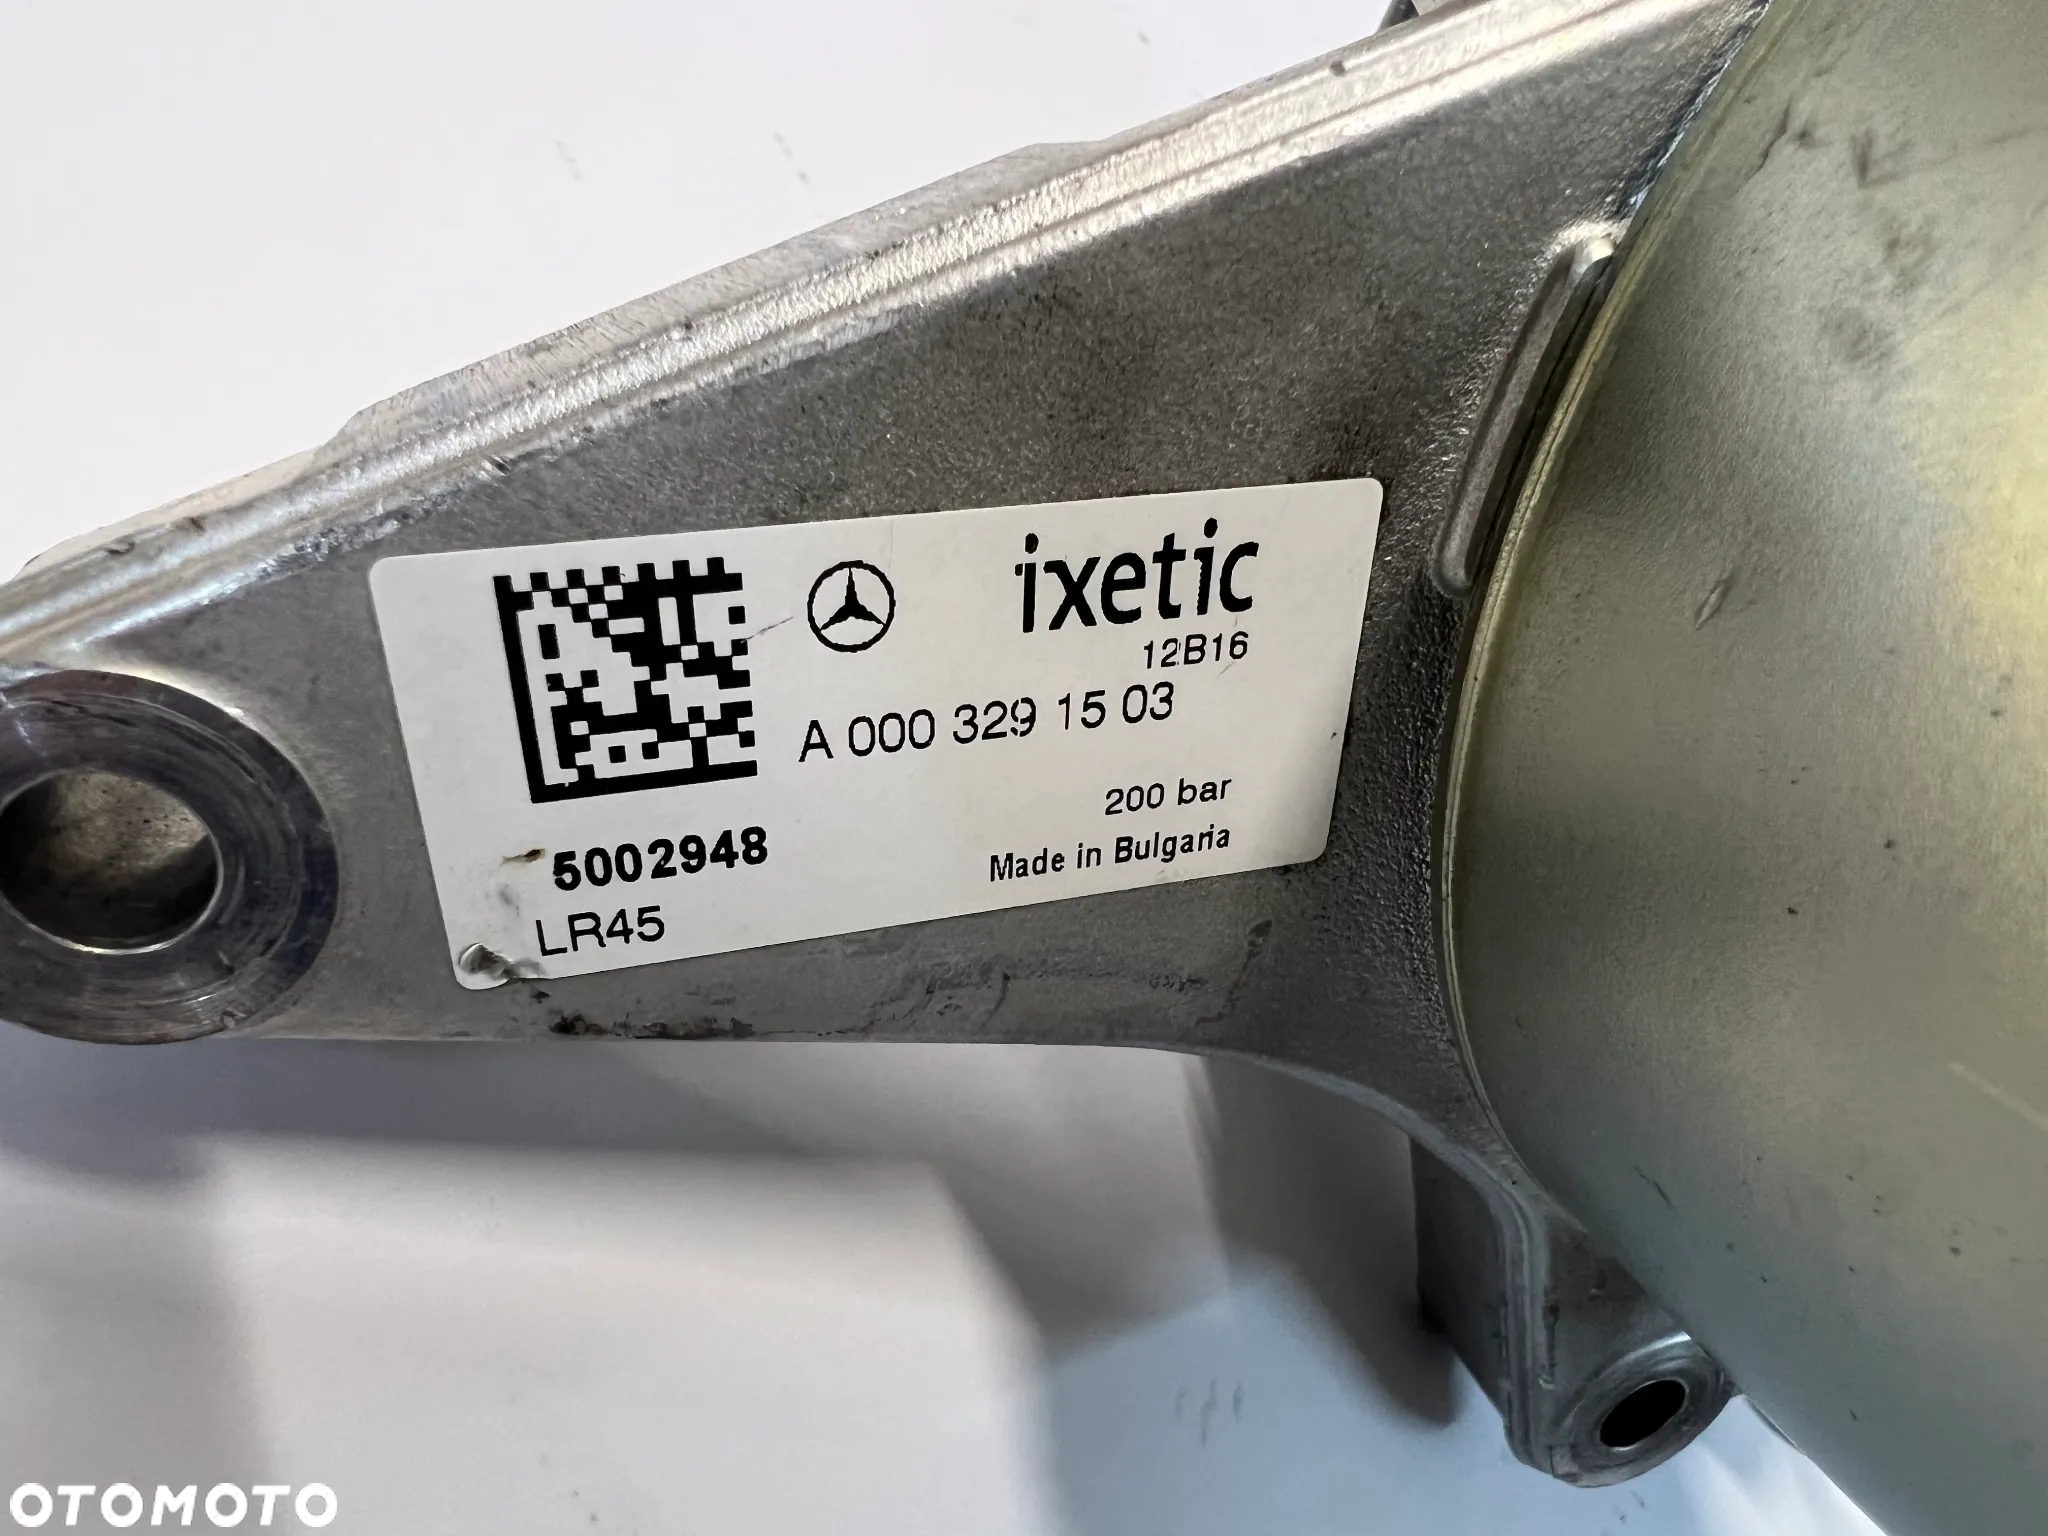 ixetic
12B16
A 000 329 15 03
200 bar
Made in Bulgaria
5002948
LR45
OTOMOTO